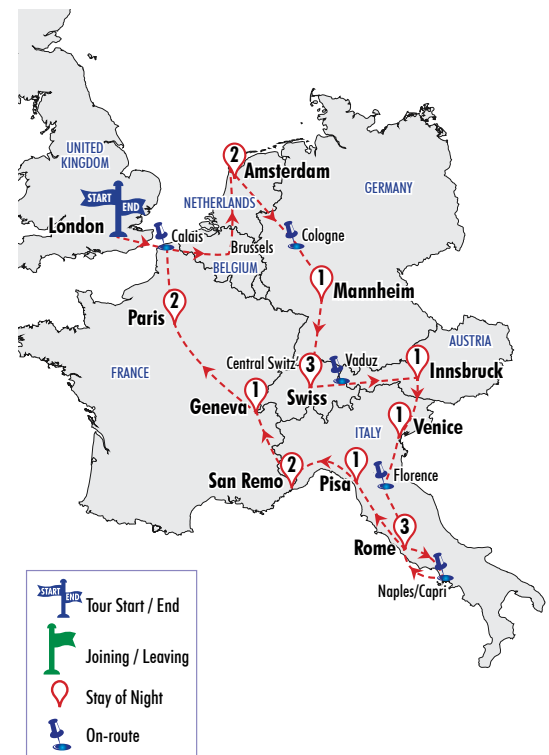 UNITED
KINGDOM
START
END
London
Calais
2
Amsterdam
NETHERLANDS
GERMANY
Brussels
BELGIUM
Cologne
1
Mannheim
2
Paris
FRANCE
Central Switz'
3
Swiss
Vaduz
AUSTRIA
1
Innsbruck
1
Geneva
ITALY
1
Venice
2
San Remo
1
Pisa
Florence
3
Rome
Naples/Capri
START
END
Tour Start / End
Joining / Leaving
Stay of Night
On-route